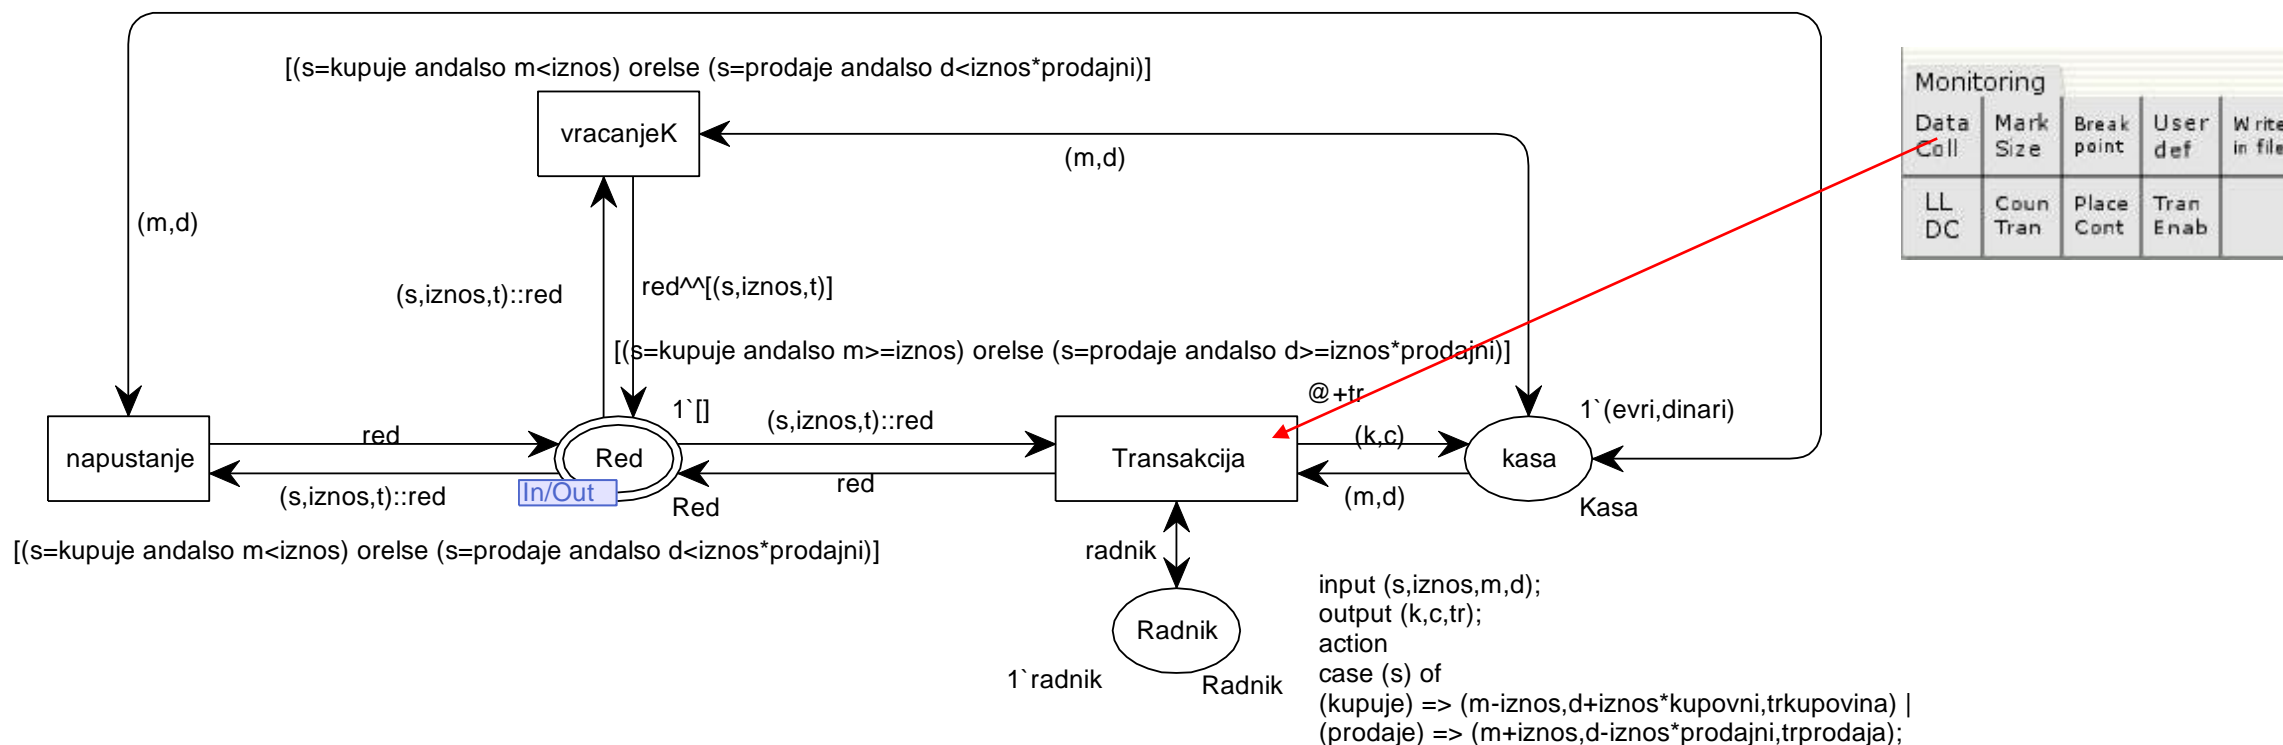 [(s=kupuje andalso m<iznos) orelse (s=prodaje andalso d<iznos*prodajni)]
Monitoring
Data Coll
Mark Size
Break point
User def
Write in file
LL DC
Coun Tran
Place Cont
Tran Enab
vracanjeK
(m,d)
(m,d)
(s,iznos,t)::red
red^^[(s,iznos,t)]
[(s=kupuje andalso m>=iznos) orelse (s=prodaje andalso d>=iznos*prodajni)]
@+tr
1`[]
(s,iznos,t)::red
1`(evri,dinari)
red
(k,c)
napustanje
Red
Transakcija
kasa
In/Out
(s,iznos,t)::red
red
(m,d)
Red
Kasa
[(s=kupuje andalso m<iznos) orelse (s=prodaje andalso d<iznos*prodajni)]
radnik
Radnik
1`radnik
Radnik
input (s,iznos,m,d);
output (k,c,tr);
action
case (s) of
(kupuje) => (m-iznos,d+iznos*kupovni,trkupovina) |
(prodaje) => (m+iznos,d-iznos*prodajni,trprodaja);